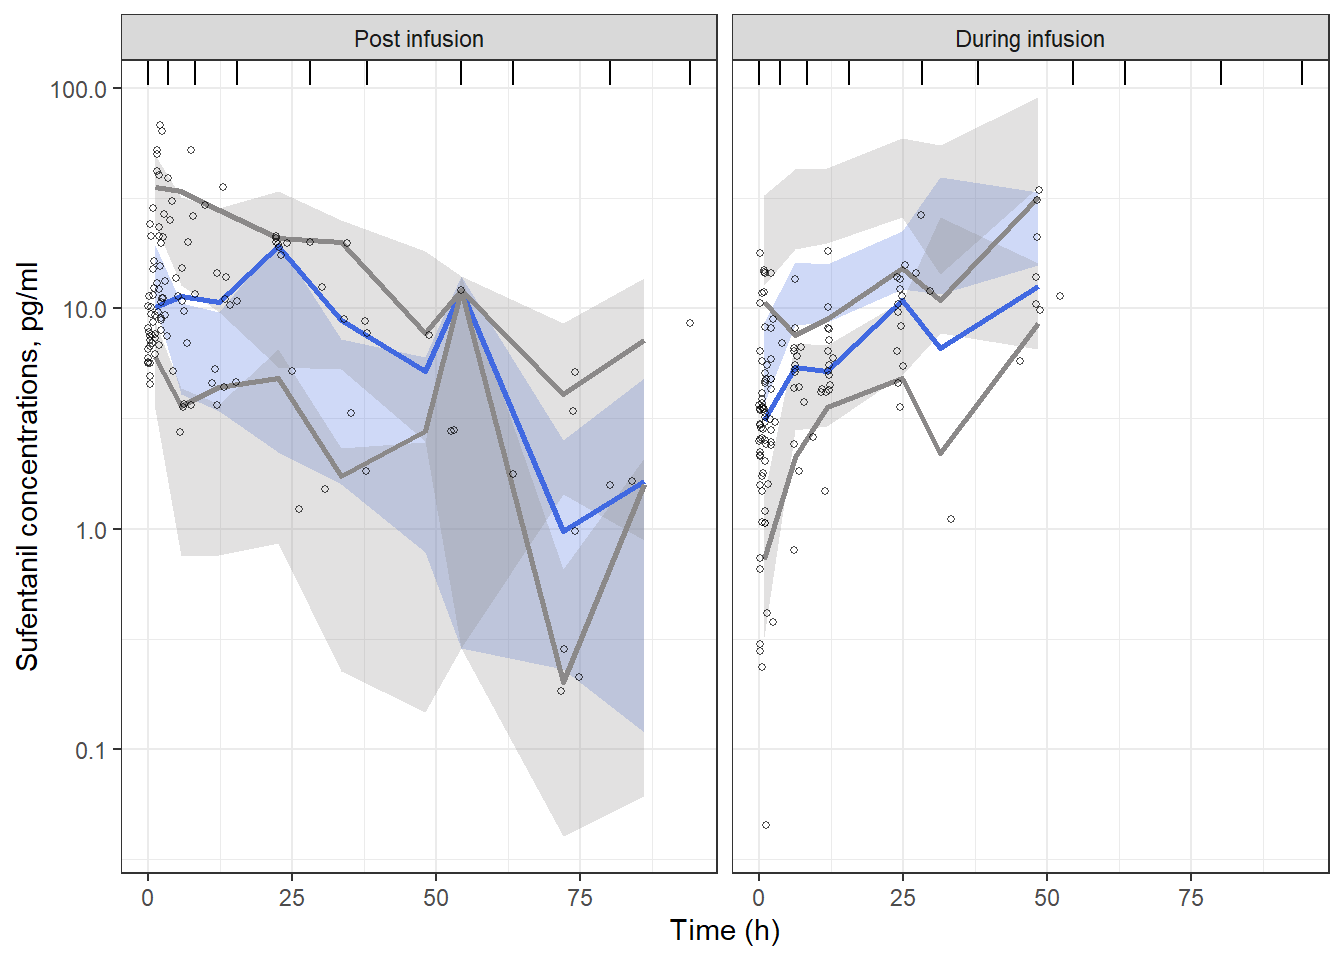 Post infusion
During infusion
100.0
10.0
1.0
0.1
Sufentanil concentrations, pg/ml
0 25 50 75
0 25 50 75
Time (h)